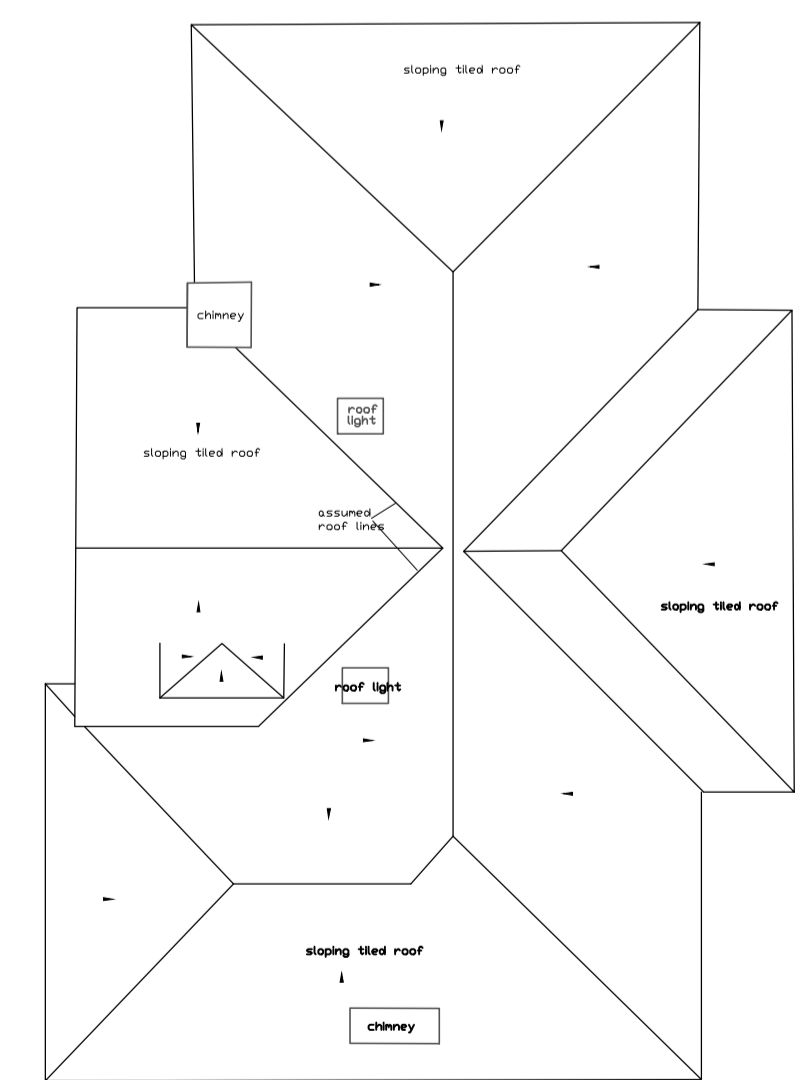 sloping tiled roof
chimney
roof
light
sloping tiled roof
assumed
roof lines
sloping tiled roof
roof light
sloping tiled roof
chimney